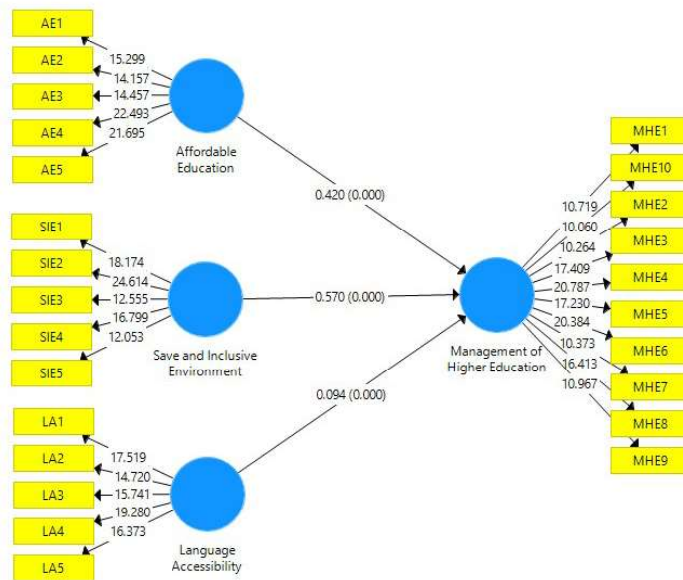 AE1
AE2
AE3
AE4
AE5
15.299
14.157
14.457
22.493
21.695
Affordable
Education
0.420 (0.000)
SIE1
SIE2
SIE3
SIE4
SIE5
18.174
24.614
12.555
16.799
12.053
Save and Inclusive
Environment
0.570 (0.000)
LA1
LA2
LA3
LA4
LA5
17.519
14.720
15.741
19.280
16.373
Language
Accessibility
0.094 (0.000)
Management of
Higher Education
10.719
10.060
10.264
17.409
20.787
17.230
20.384
10.373
16.413
10.967
MHE1
MHE10
MHE2
MHE3
MHE4
MHE5
MHE6
MHE7
MHE8
MHE9